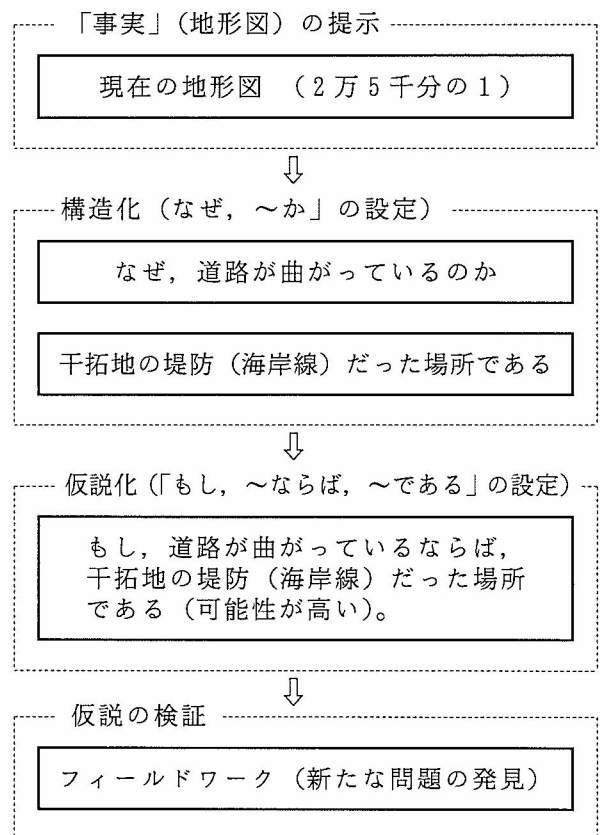 「事実」(地形図)の提示
現在の地形図 (2万5千分の1)
構造化(なぜ,~か」の設定)
なぜ,道路が曲がっているのか
干拓地の堤防(海岸線)だった場所である
仮説化(「もし,~ならば,~である」の設定)
もし,道路が曲がっているならば,
干拓地の堤防(海岸線)だった場所
である(可能性が高い)。
仮説の検証
フィールドワーク(新たな問題の発見)